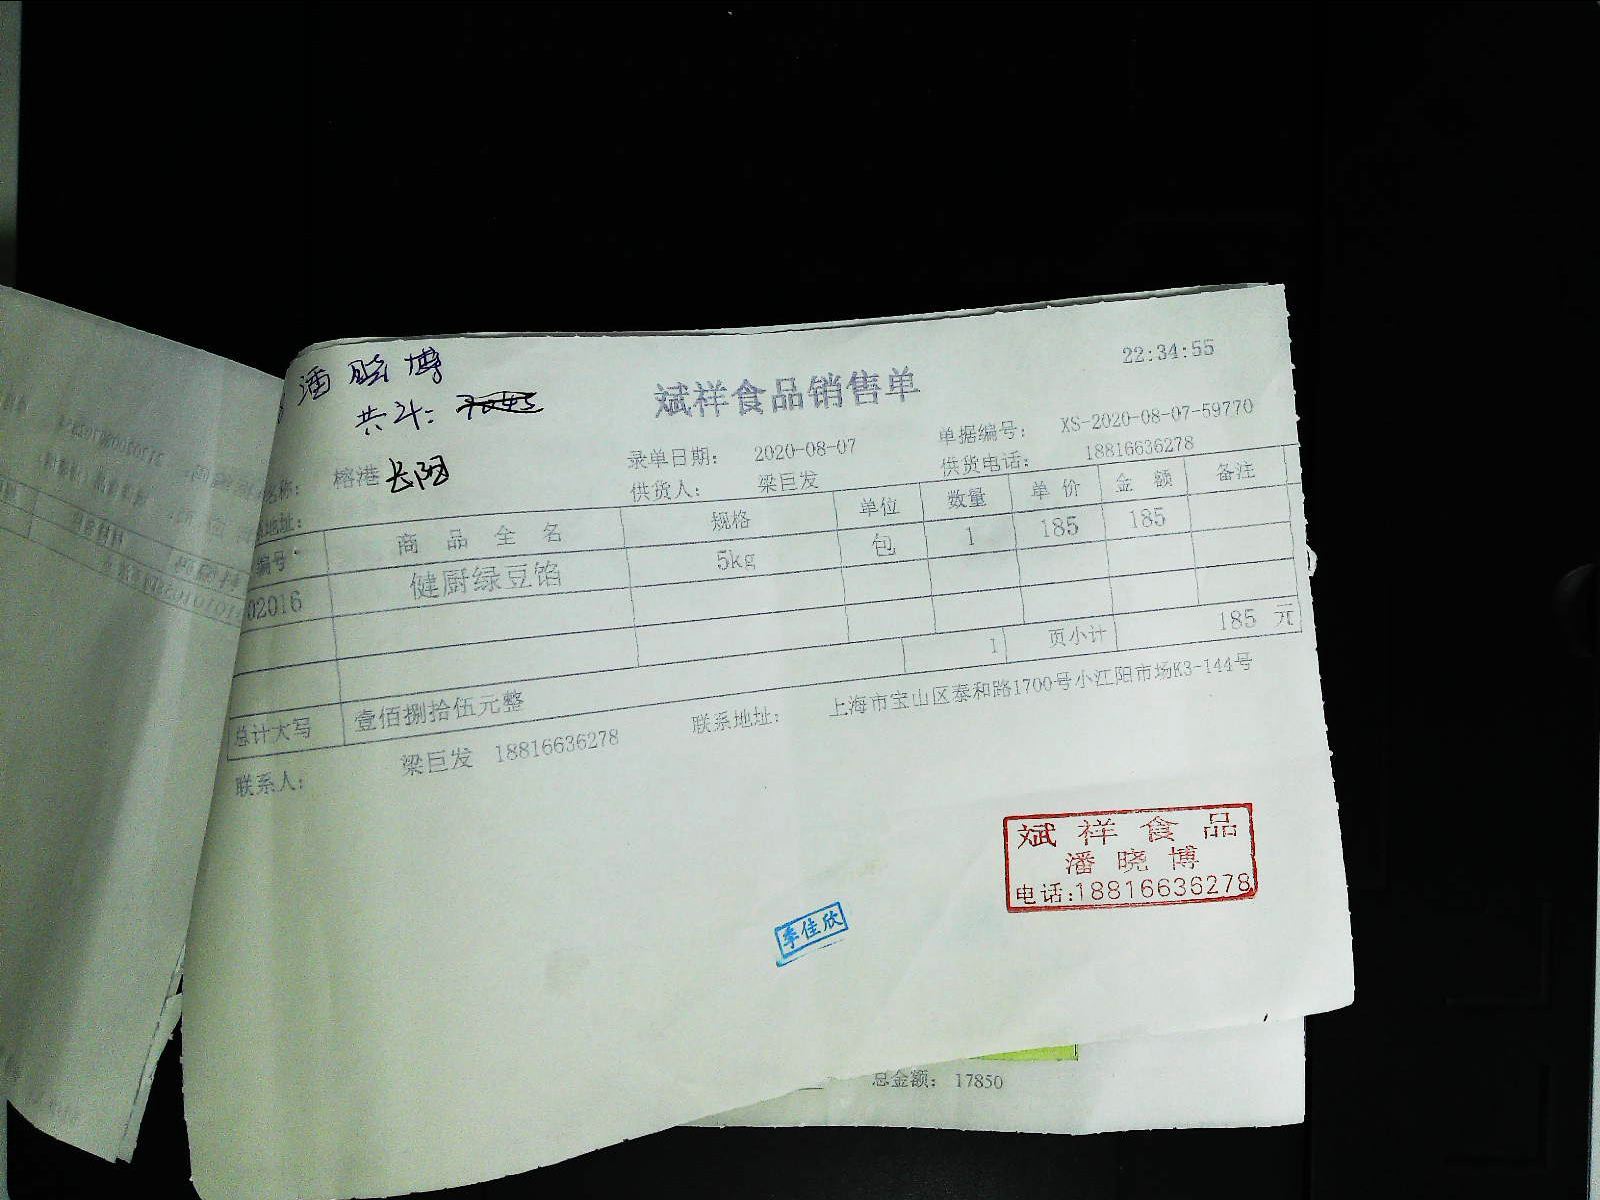 潘晓博
22:34:55
共计:
斌祥食品销售单
录单日期: 2020-08-07 单据编号: XS-2020-08-07-59770
名称: 榕港 长阳 供货人: 梁巨发 供货电话: 18816636278
地址:
编号 商品全名 规格 单位 数量 单价 金额 备注
02016 健厨绿豆馅 5kg 包 1 185 185
1 页小计 185 元
总计大写 壹佰捌拾伍元整
联系人: 梁巨发 18816636278 联系地址: 上海市宝山区泰和路1700号小江阳市场K3-144号
斌祥食品
潘晓博
电话:18816636278
李佳欣
总金额: 17850